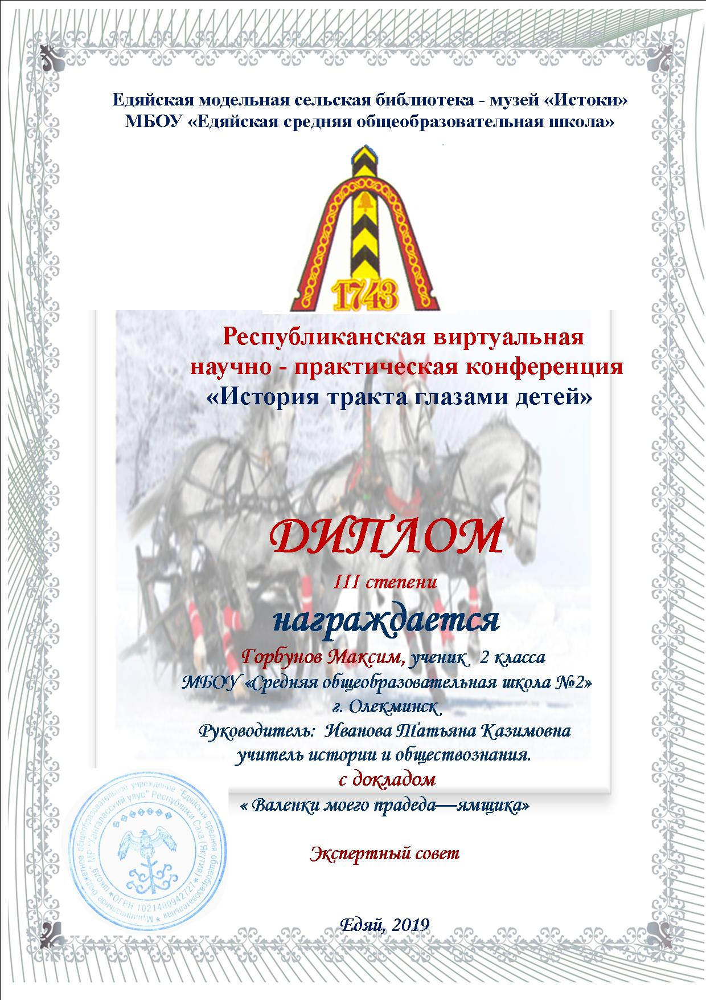 Едяйская модельная сельская библиотека - музей «Истоки»
МБОУ «Едяйская средняя общеобразовательная школа»
1743
Республиканская виртуальная
научно - практическая конференция
«История тракта глазами детей»
ДИПЛОМ
III степени
награждается
Горбунов Максим, ученик 2 класса
МБОУ «Средняя общеобразовательная школа №2»
г. Олекминск
Руководитель: Иванова Татьяна Казимовна
учитель истории и обществознания.
с докладом
« Валенки моего прадеда—ямщика»
Экспертный совет
Едяй, 2019
* Муниципальное бюджетное общеобразовательное учреждение "Едяйская средняя общеобразовательная
школа" МР "Хангаласский улус" Республики Саха (Якутия) * ОГРН 1021400942727 *